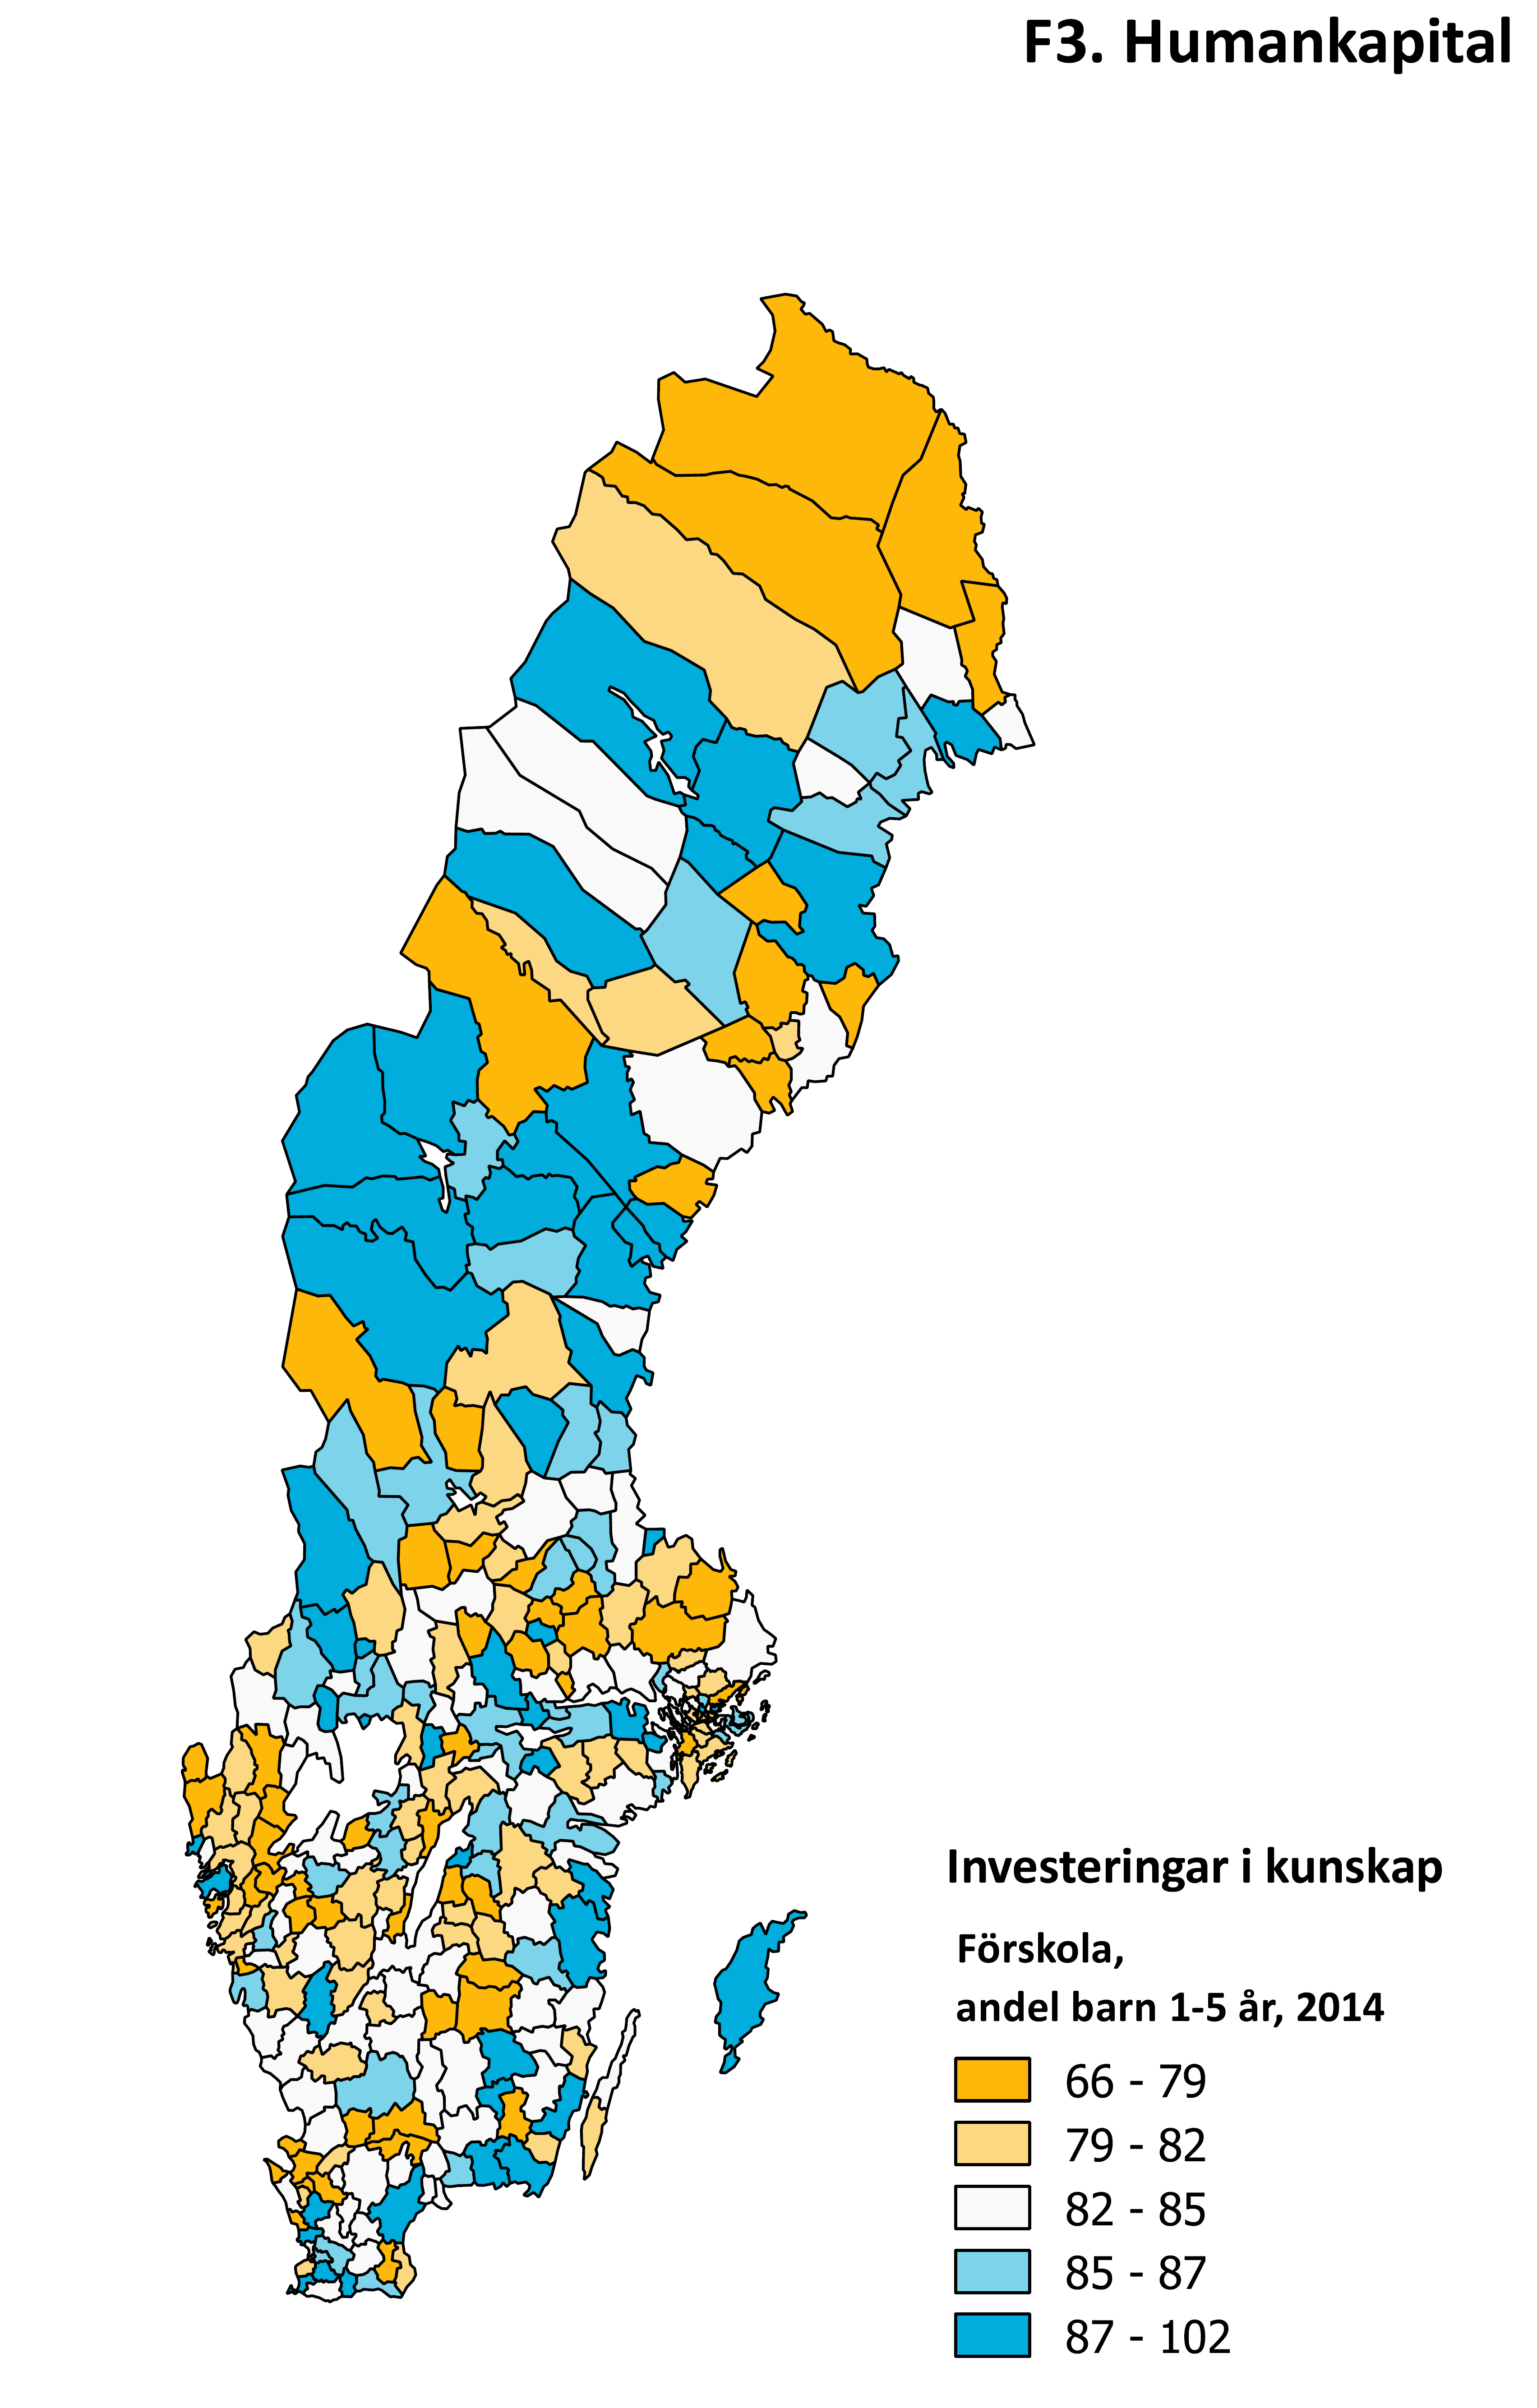 F3. Humankapital
Investeringar i kunskap
Förskola,
andel barn 1-5 år, 2014
66 - 79
79 - 82
82 - 85
85 - 87
87 - 102